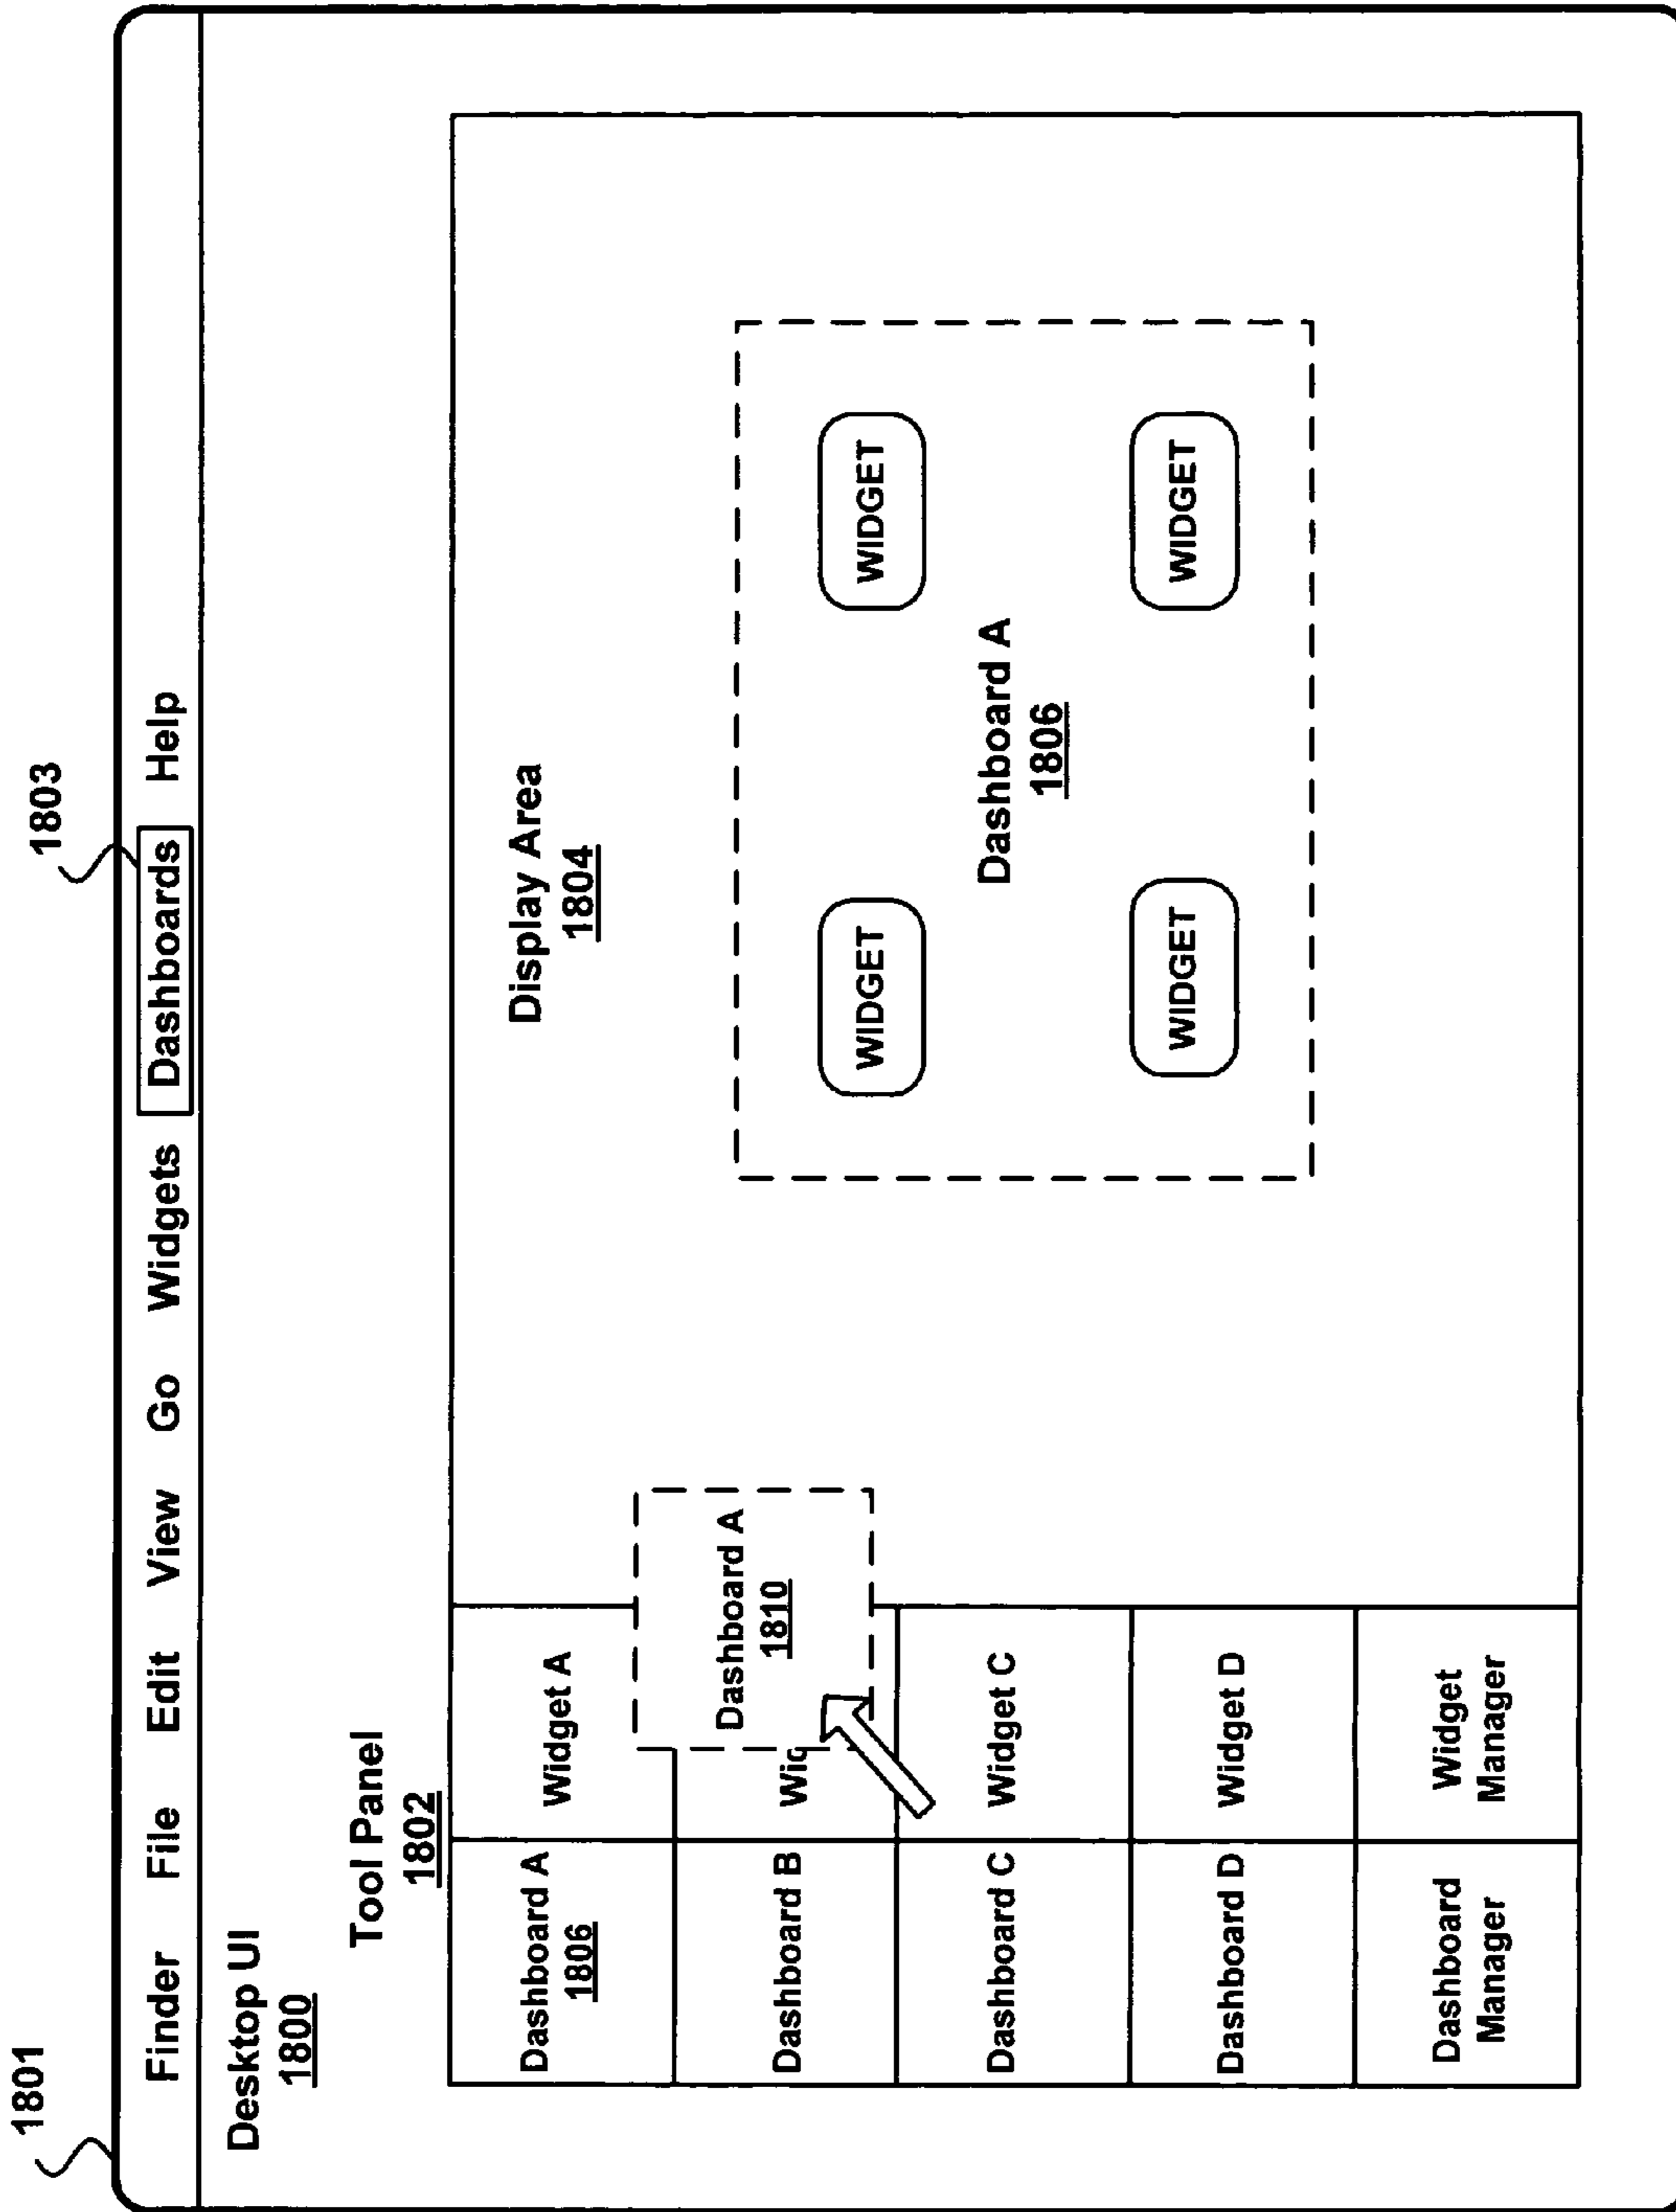 1801
1803
Finder File Edit View Go Widgets Dashboards Help
Desktop UI
1800
Tool Panel
1802
Dashboard A
1806
Widget A
Dashboard B
Dashboard A
1810
Dashboard C
Widget C
Dashboard D
Widget D
Dashboard
Manager
Widget
Manager
Display Area
1804
WIDGET WIDGET
Dashboard A
1806
WIDGET WIDGET